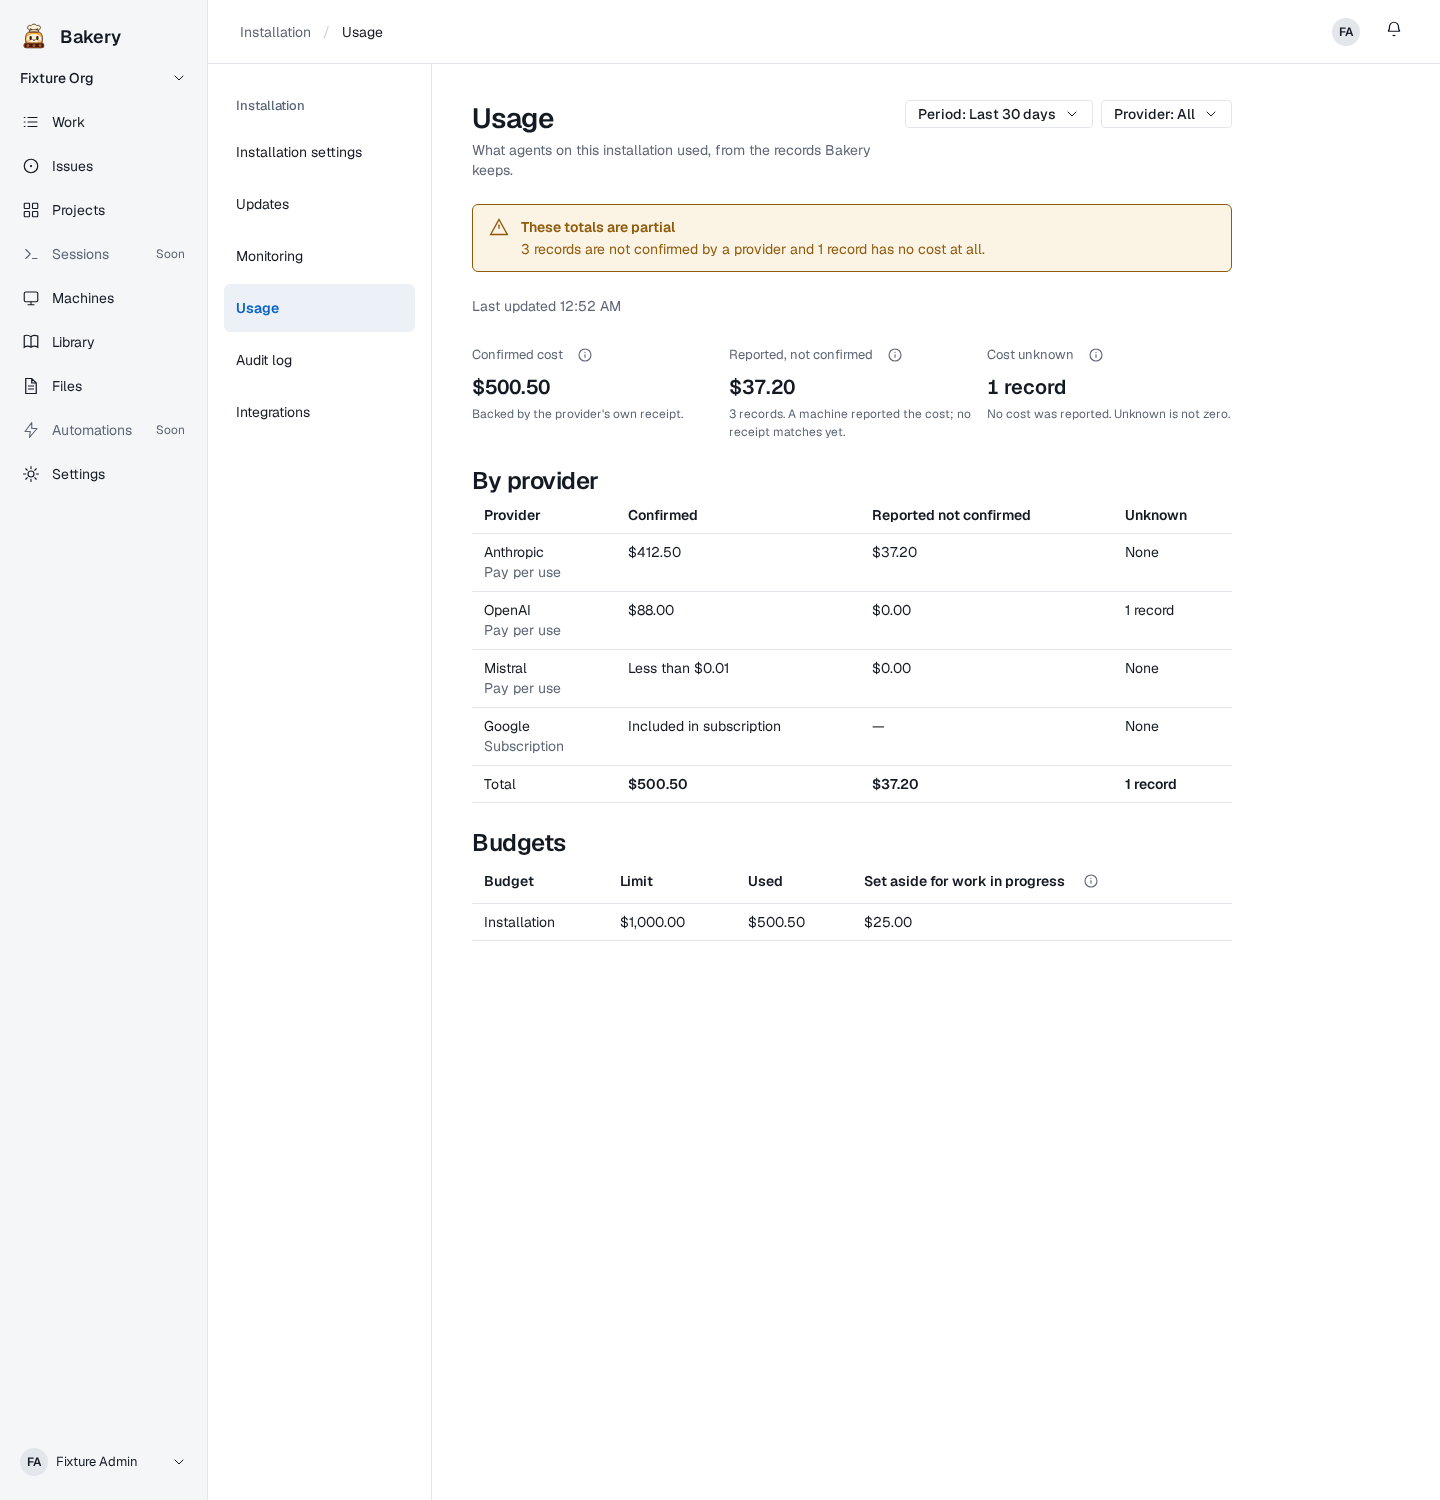 Bakery
Fixture Org
Work
Issues
Projects
Sessions Soon
Machines
Library
Files
Automations Soon
Settings
FA Fixture Admin
Installation / Usage
FA
Installation
Installation settings
Updates
Monitoring
Usage
Audit log
Integrations
Usage
Period: Last 30 days
Provider: All
What agents on this installation used, from the records Bakery
keeps.
These totals are partial
3 records are not confirmed by a provider and 1 record has no cost at all.
Last updated 12:52 AM
Confirmed cost
$500.50
Backed by the provider's own receipt.
Reported, not confirmed
$37.20
3 records. A machine reported the cost; no
receipt matches yet.
Cost unknown
1 record
No cost was reported. Unknown is not zero.
By provider
Provider Confirmed Reported not confirmed Unknown
Anthropic $412.50 $37.20 None
Pay per use
OpenAI $88.00 $0.00 1 record
Pay per use
Mistral Less than $0.01 $0.00 None
Pay per use
Google Included in subscription — None
Subscription
Total $500.50 $37.20 1 record
Budgets
Budget Limit Used Set aside for work in progress
Installation $1,000.00 $500.50 $25.00